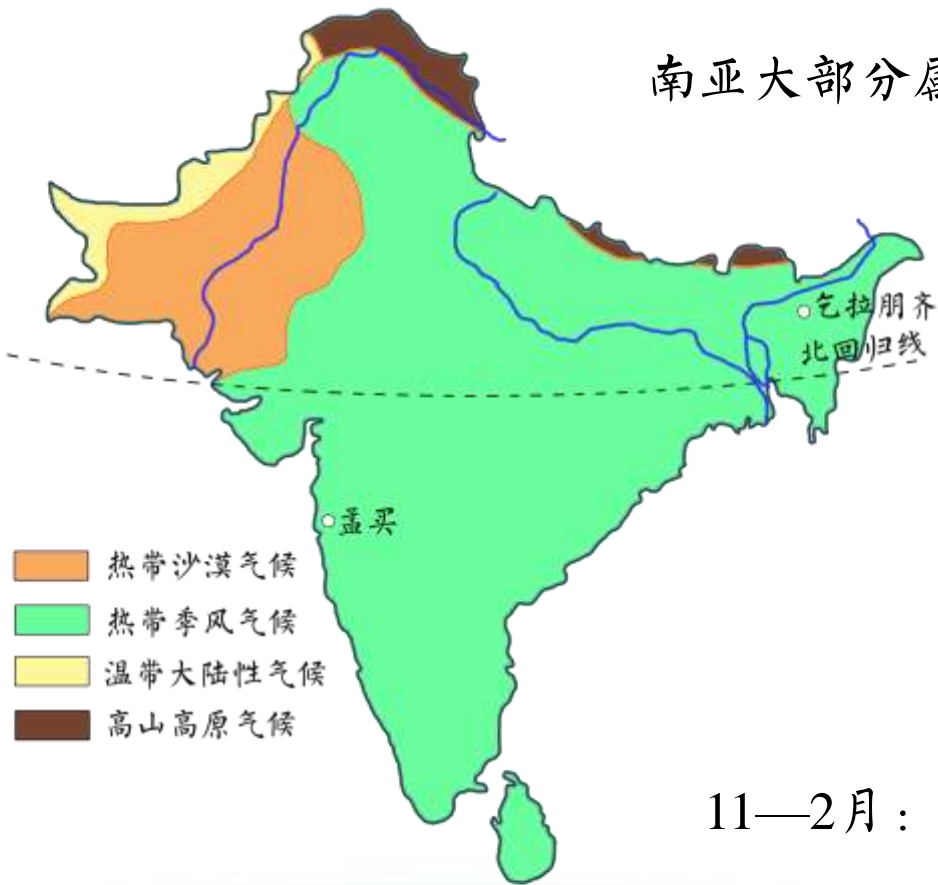 南亚大部分属
乞拉朋齐
北回归线
孟买
热带沙漠气候
热带季风气候
温带大陆性气候
高山高原气候
11—2月：